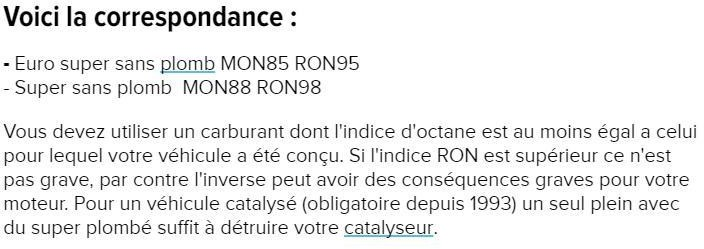 Voici la correspondance :
- Euro super sans plomb MON85 RON95
- Super sans plomb  MON88 RON98
Vous devez utiliser un carburant dont l'indice d'octane est au moins égal a celui
pour lequel votre véhicule a été conçu. Si l'indice RON est supérieur ce n'est
pas grave, par contre l'inverse peut avoir des conséquences graves pour votre
moteur. Pour un véhicule catalysé (obligatoire depuis 1993) un seul plein avec
du super plombé suffit à détruire votre catalyseur.